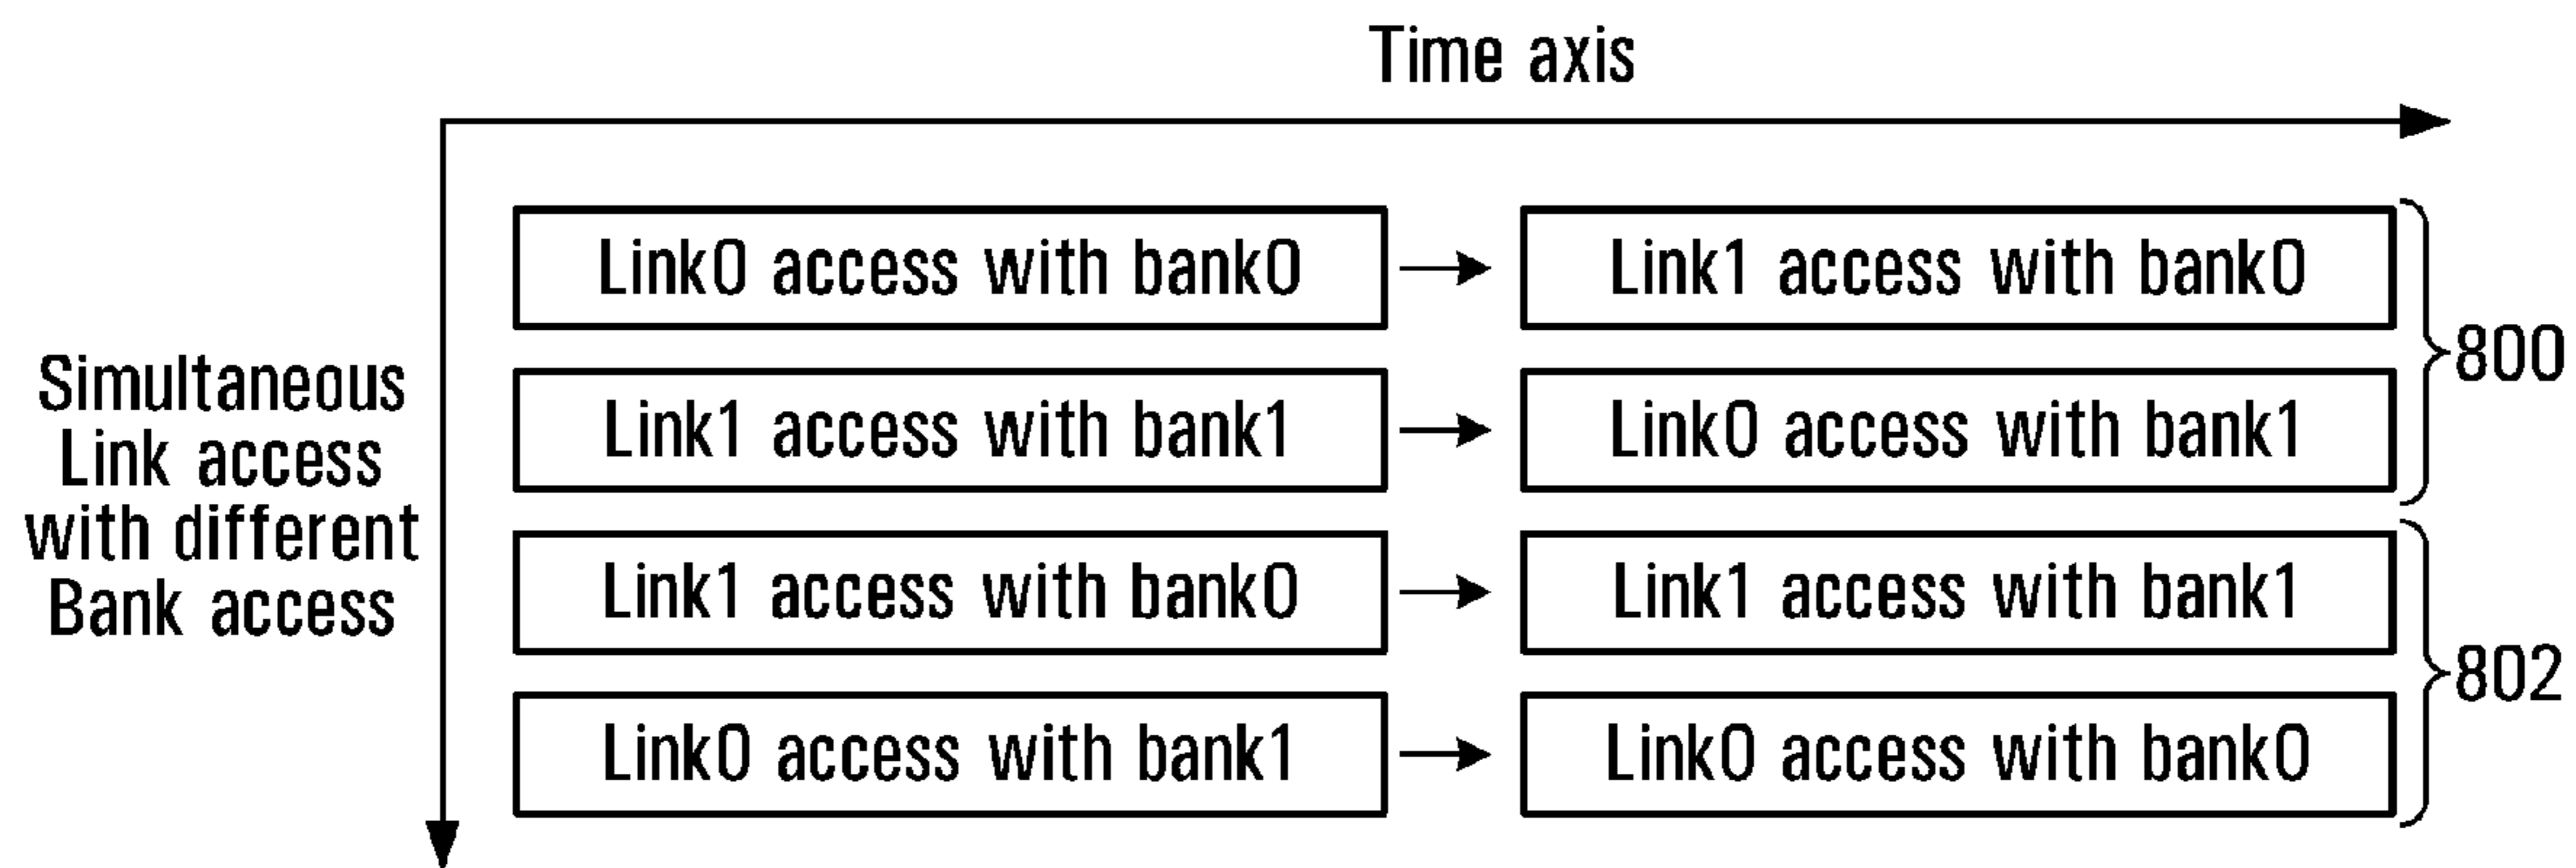 Time axis
Link0 access with bank0
Link1 access with bank0
Link1 access with bank1
Link0 access with bank1
800
Simultaneous
Link access
with different
Bank access
Link1 access with bank0
Link1 access with bank1
Link0 access with bank1
Link0 access with bank0
802